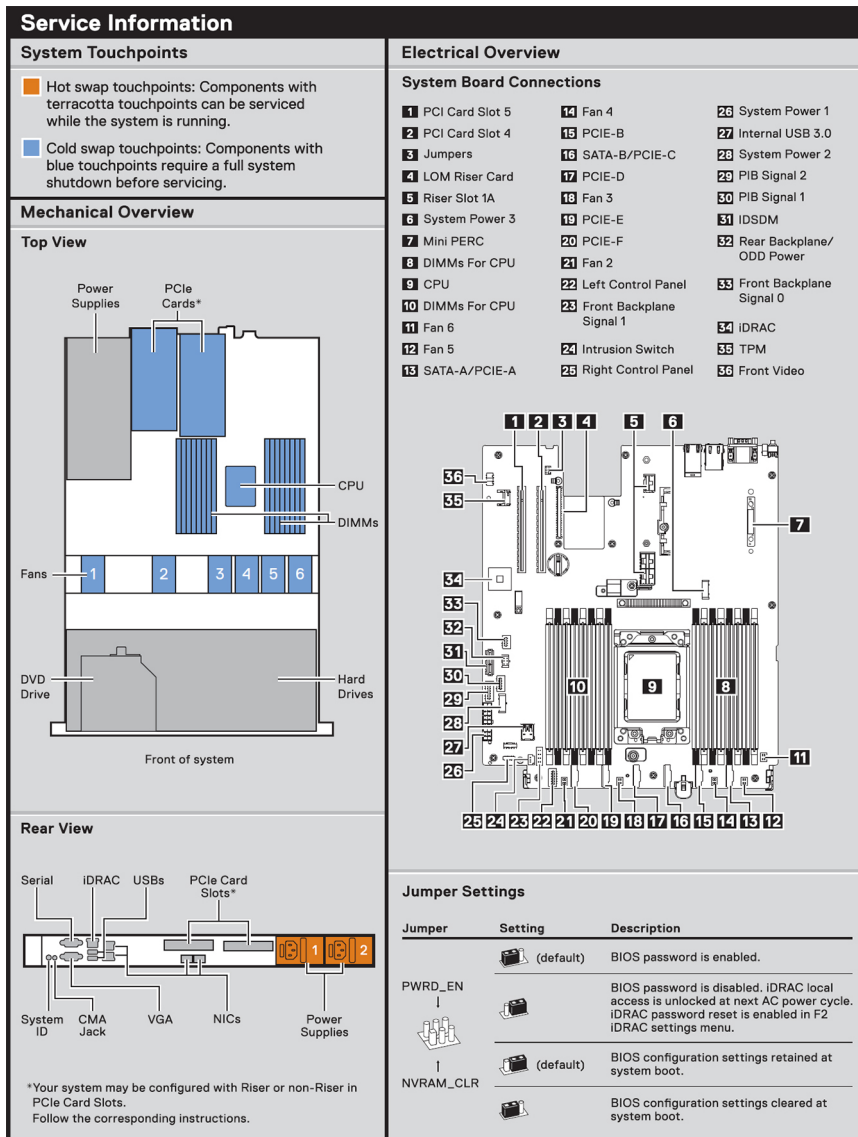 Service Information
System Touchpoints
Hot swap touchpoints: Components with
terracotta touchpoints can be serviced
while the system is running.
Cold swap touchpoints: Components with
blue touchpoints require a full system
shutdown before servicing.
Mechanical Overview
Top View
Power
Supplies
PCIe
Cards*
CPU
DIMMs
Fans
1
2
3
4
5
6
DVD
Drive
Hard
Drives
Front of system
Rear View
Serial
iDRAC
USBs
PCIe Card
Slots*
1
2
System
ID
CMA
Jack
VGA
NICs
Power
Supplies
*Your system may be configured with Riser or non-Riser in
PCIe Card Slots.
Follow the corresponding instructions.
Electrical Overview
System Board Connections
1 PCI Card Slot 5
2 PCI Card Slot 4
3 Jumpers
4 LOM Riser Card
5 Riser Slot 1A
6 System Power 3
7 Mini PERC
8 DIMMs For CPU
9 CPU
10 DIMMs For CPU
11 Fan 6
12 Fan 5
13 SATA-A/PCIE-A
14 Fan 4
15 PCIE-B
16 SATA-B/PCIE-C
17 PCIE-D
18 Fan 3
19 PCIE-E
20 PCIE-F
21 Fan 2
22 Left Control Panel
23 Front Backplane
Signal 1
24 Intrusion Switch
25 Right Control Panel
26 System Power 1
27 Internal USB 3.0
28 System Power 2
29 PIB Signal 2
30 PIB Signal 1
31 IDSDM
32 Rear Backplane/
ODD Power
33 Front Backplane
Signal 0
34 iDRAC
35 TPM
36 Front Video
1 2 3 4 5 6
36
35
7
34
33
32
31
30
29
28
27
26
10
9
8
11
25 24 23 22 21 20 19 18 17 16 15 14 13 12
Jumper Settings
Jumper Setting Description
PWRD_EN
(default) BIOS password is enabled.
BIOS password is disabled. iDRAC local
access is unlocked at next AC power cycle.
iDRAC password reset is enabled in F2
iDRAC settings menu.
NVRAM_CLR
(default) BIOS configuration settings retained at
system boot.
BIOS configuration settings cleared at
system boot.